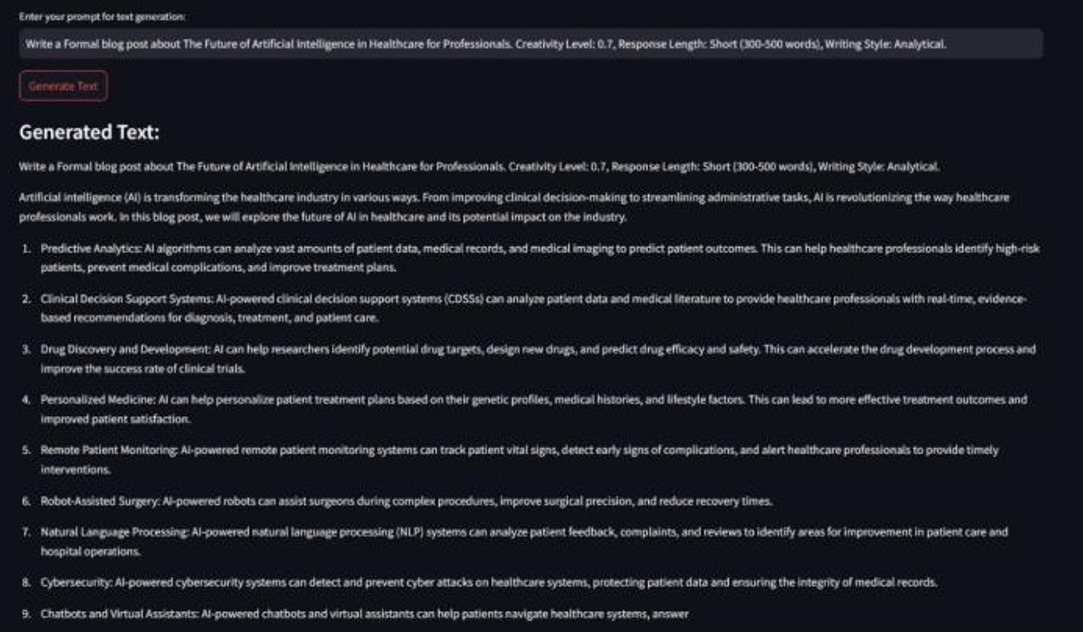 Enter your prompt for text generation:
Write a Formal blog post about The Future of Artificial Intelligence in Healthcare for Professionals. Creativity Level: 0.7, Response Length: Short (300-500 words), Writing Style: Analytical.
Generate Text
Generated Text:
Write a Formal blog post about The Future of Artificial Intelligence in Healthcare for Professionals. Creativity Level: 0.7, Response Length: Short (300-500 words), Writing Style: Analytical.
Artificial intelligence (AI) is transforming the healthcare industry in various ways. From improving clinical decision-making to streamlining administrative tasks, AI is revolutionizing the way healthcare
professionals work. In this blog post, we will explore the future of AI in healthcare and its potential impact on the industry.
1. Predictive Analytics: AI algorithms can analyze vast amounts of patient data, medical records, and medical imaging to predict patient outcomes. This can help healthcare professionals identify high-risk
patients, prevent medical complications, and improve treatment plans.
2. Clinical Decision Support Systems: AI-powered clinical decision support systems (CDSSs) can analyze patient data and medical literature to provide healthcare professionals with real-time, evidence-
based recommendations for diagnosis, treatment, and patient care.
3. Drug Discovery and Development: AI can help researchers identify potential drug targets, design new drugs, and predict drug efficacy and safety. This can accelerate the drug development process and
improve the success rate of clinical trials.
4. Personalized Medicine: AI can help personalize patient treatment plans based on their genetic profiles, medical histories, and lifestyle factors. This can lead to more effective treatment outcomes and
improved patient satisfaction.
5. Remote Patient Monitoring: AI-powered remote patient monitoring systems can track patient vital signs, detect early signs of complications, and alert healthcare professionals to provide timely
interventions.
6. Robot-Assisted Surgery: AI-powered robots can assist surgeons during complex procedures, improve surgical precision, and reduce recovery times.
7. Natural Language Processing: AI-powered natural language processing (NLP) systems can analyze patient feedback, complaints, and reviews to identify areas for improvement in patient care and
hospital operations.
8. Cybersecurity: AI-powered cybersecurity systems can detect and prevent cyber attacks on healthcare systems, protecting patient data and ensuring the integrity of medical records.
9. Chatbots and Virtual Assistants: AI-powered chatbots and virtual assistants can help patients navigate healthcare systems, answer